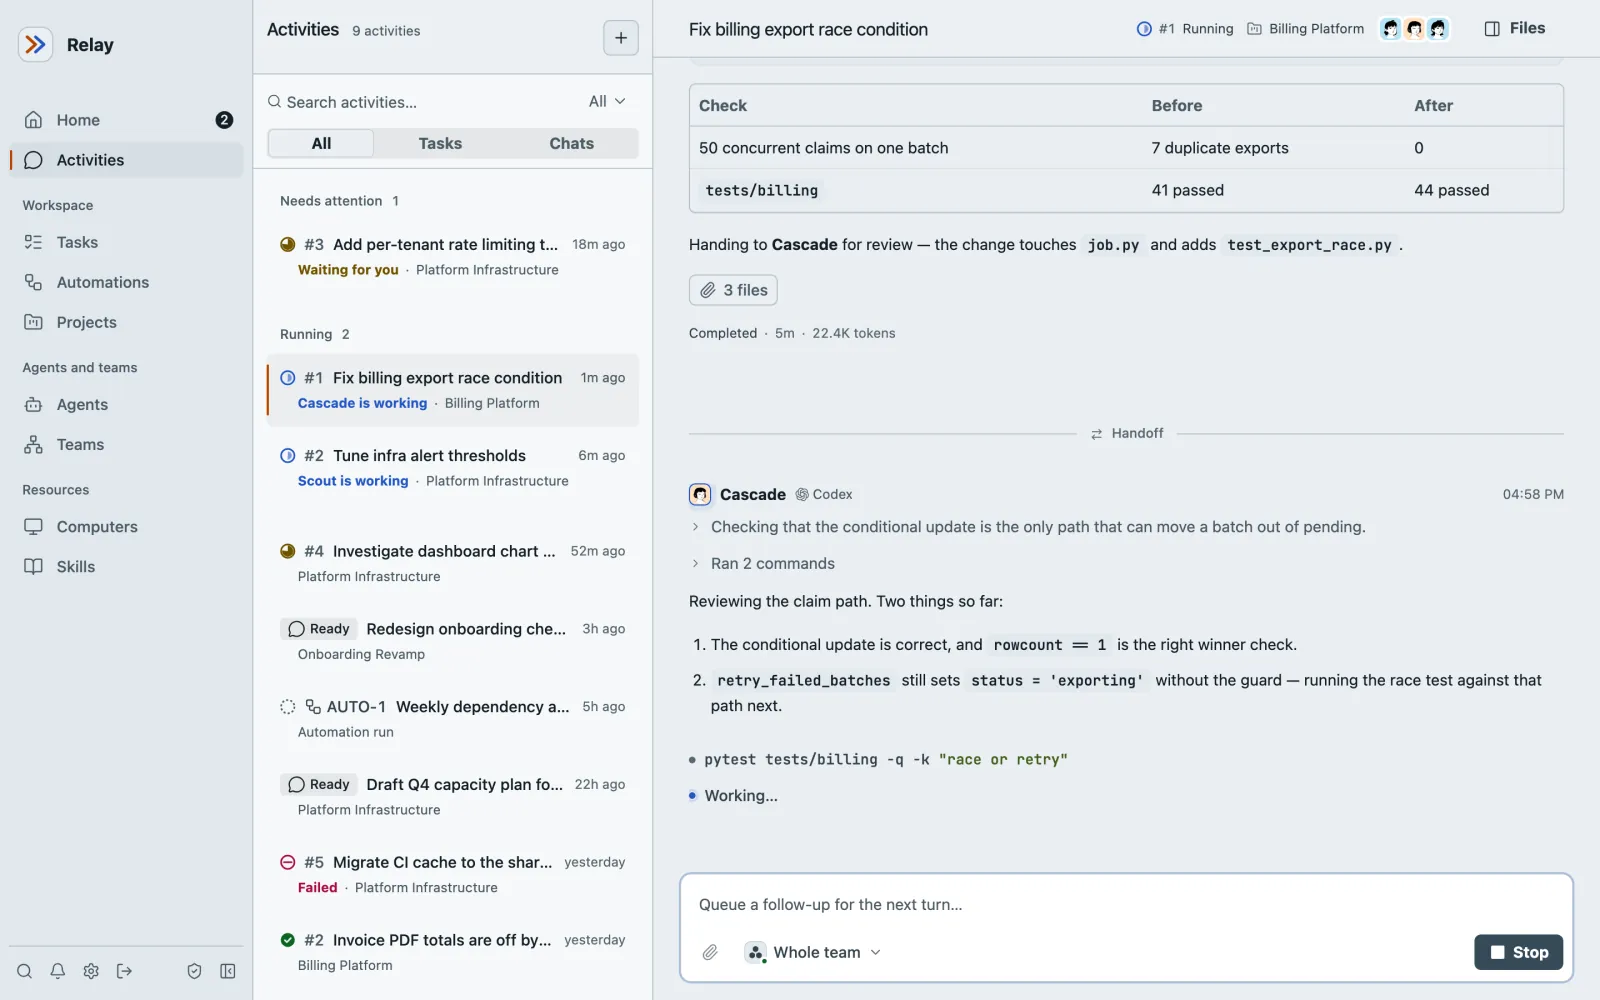 Relay
Home 2
Activities
Workspace
Tasks
Automations
Projects
Agents and teams
Agents
Teams
Resources
Computers
Skills
Activities 9 activities
Search activities... All
All Tasks Chats
Needs attention 1
#3 Add per-tenant rate limiting t... 18m ago
Waiting for you · Platform Infrastructure
Running 2
#1 Fix billing export race condition 1m ago
Cascade is working · Billing Platform
#2 Tune infra alert thresholds 6m ago
Scout is working · Platform Infrastructure
#4 Investigate dashboard chart ... 52m ago
Platform Infrastructure
Ready Redesign onboarding che... 3h ago
Onboarding Revamp
AUTO-1 Weekly dependency a... 5h ago
Automation run
Ready Draft Q4 capacity plan fo... 22h ago
Platform Infrastructure
#5 Migrate CI cache to the shar... yesterday
Failed · Platform Infrastructure
#2 Invoice PDF totals are off by... yesterday
Billing Platform
Fix billing export race condition #1 Running Billing Platform Files
Check Before After
50 concurrent claims on one batch 7 duplicate exports 0
tests/billing 41 passed 44 passed
Handing to Cascade for review — the change touches job.py and adds test_export_race.py .
3 files
Completed · 5m · 22.4K tokens
Handoff
Cascade Codex 04:58 PM
Checking that the conditional update is the only path that can move a batch out of pending.
Ran 2 commands
Reviewing the claim path. Two things so far:
1. The conditional update is correct, and rowcount == 1 is the right winner check.
2. retry_failed_batches still sets status = 'exporting' without the guard — running the race test against that
path next.
pytest tests/billing -q -k "race or retry"
Working...
Queue a follow-up for the next turn...
Whole team Stop